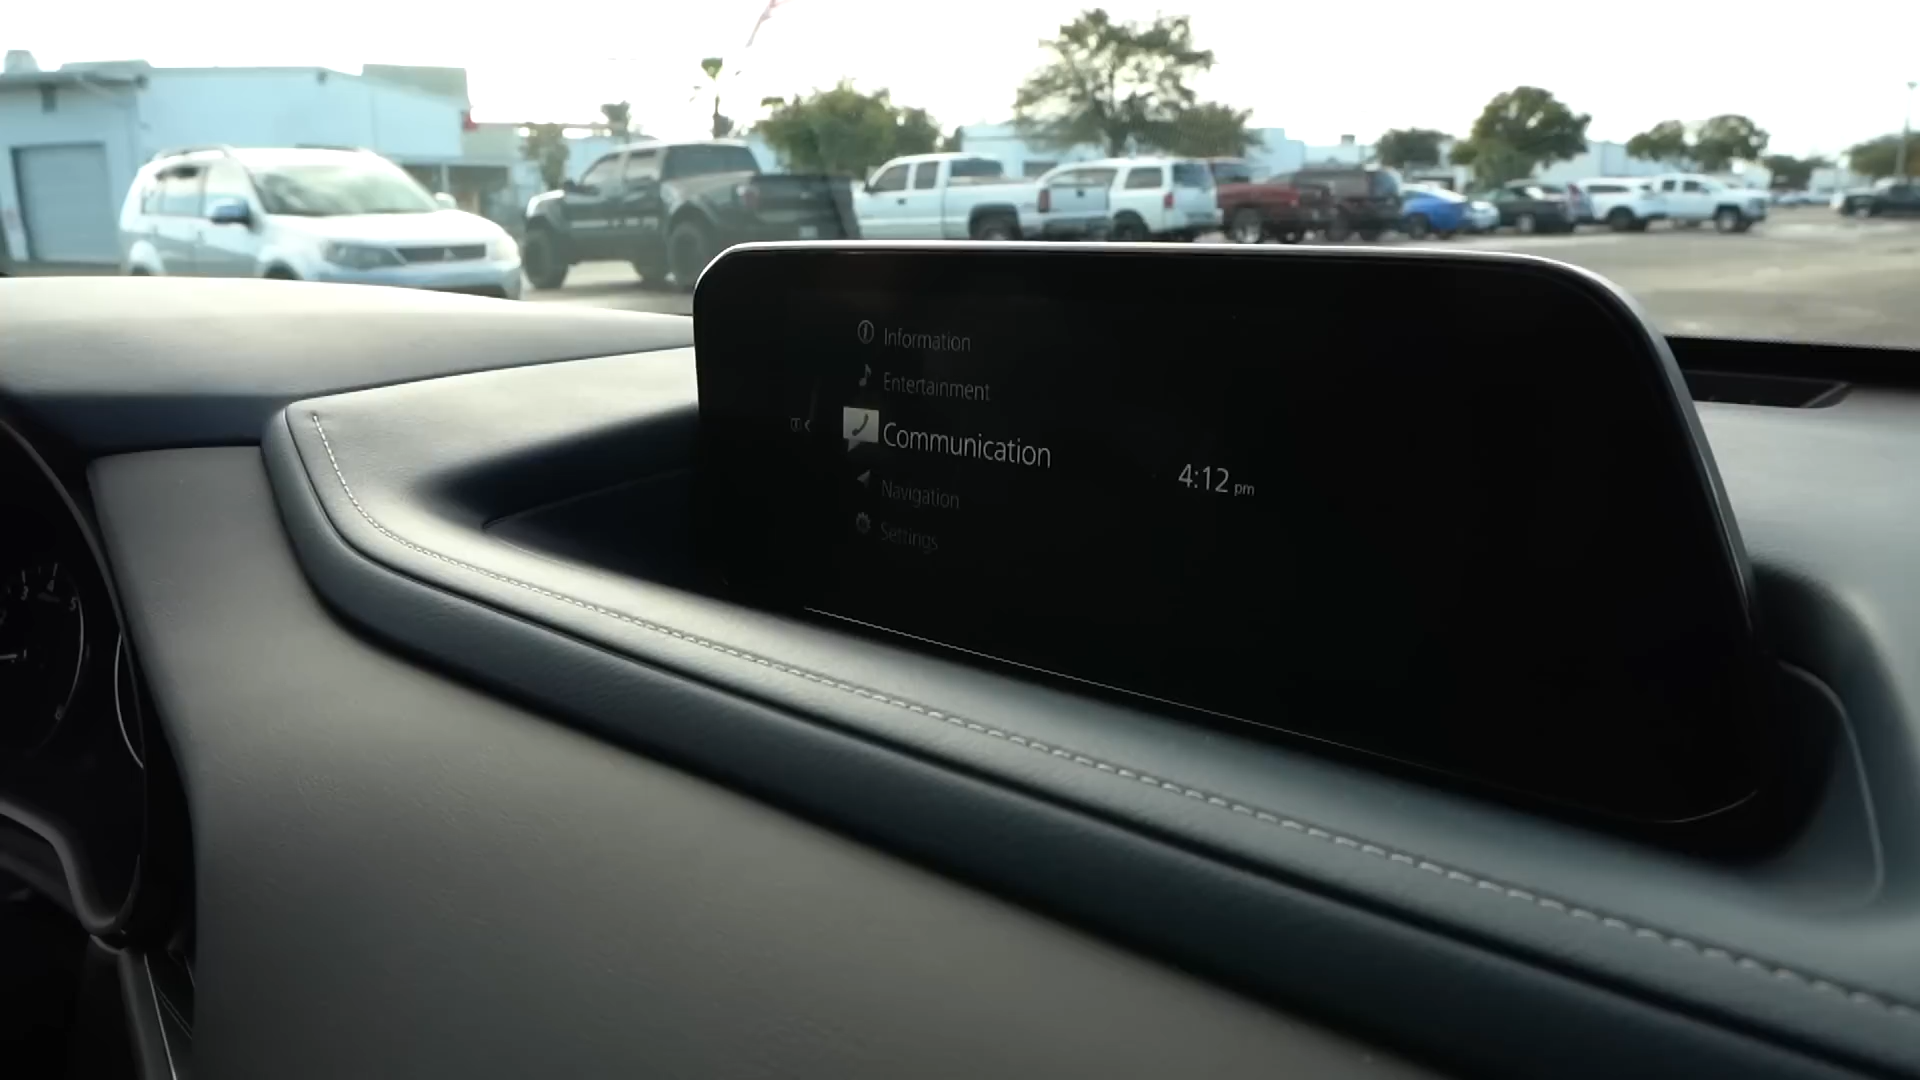 Information
Entertainment
Communication
4:12 pm
Navigation
Settings